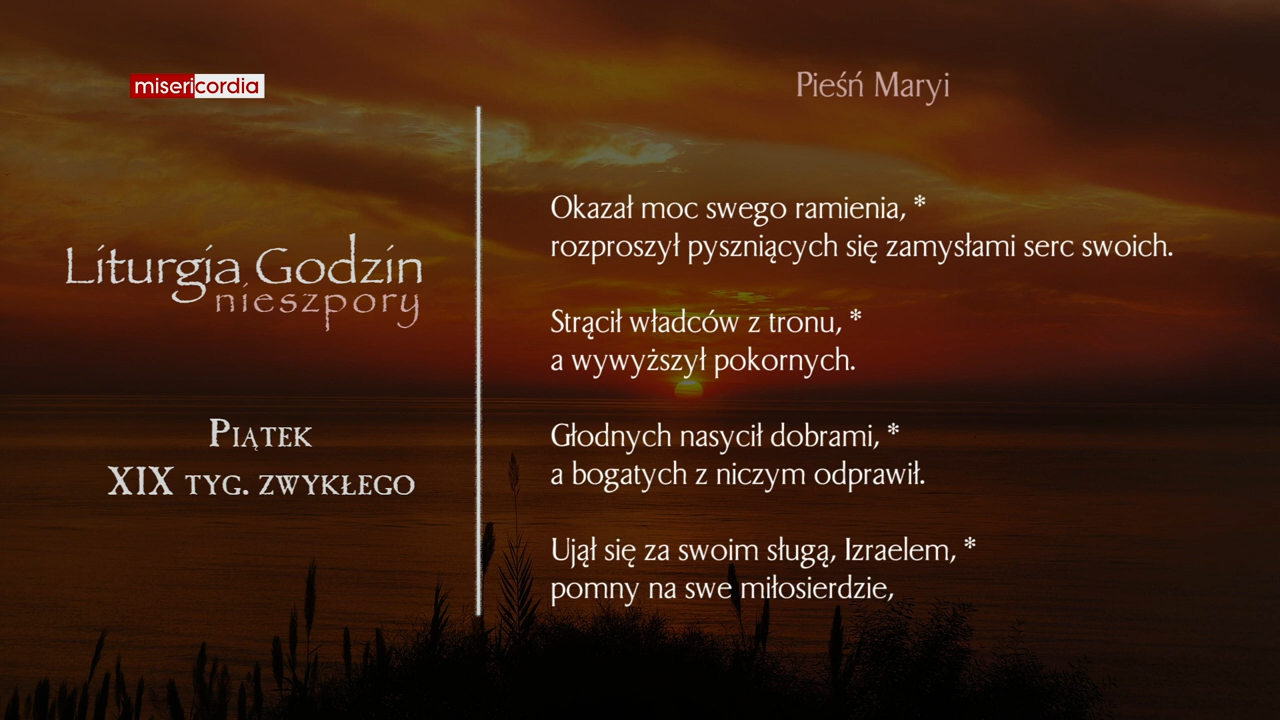 misericordia
Liturgia Godzin
nieszpory
Piątek
XIX tyg. zwykłego
Pieśń Maryi
Okazał moc swego ramienia, *
rozproszył pyszniących się zamysłami serc swoich.
Strącił władców z tronu, *
a wywyższył pokornych.
Głodnych nasycił dobrami, *
a bogatych z niczym odprawił.
Ujął się za swoim sługą, Izraelem, *
pomny na swe miłosierdzie,